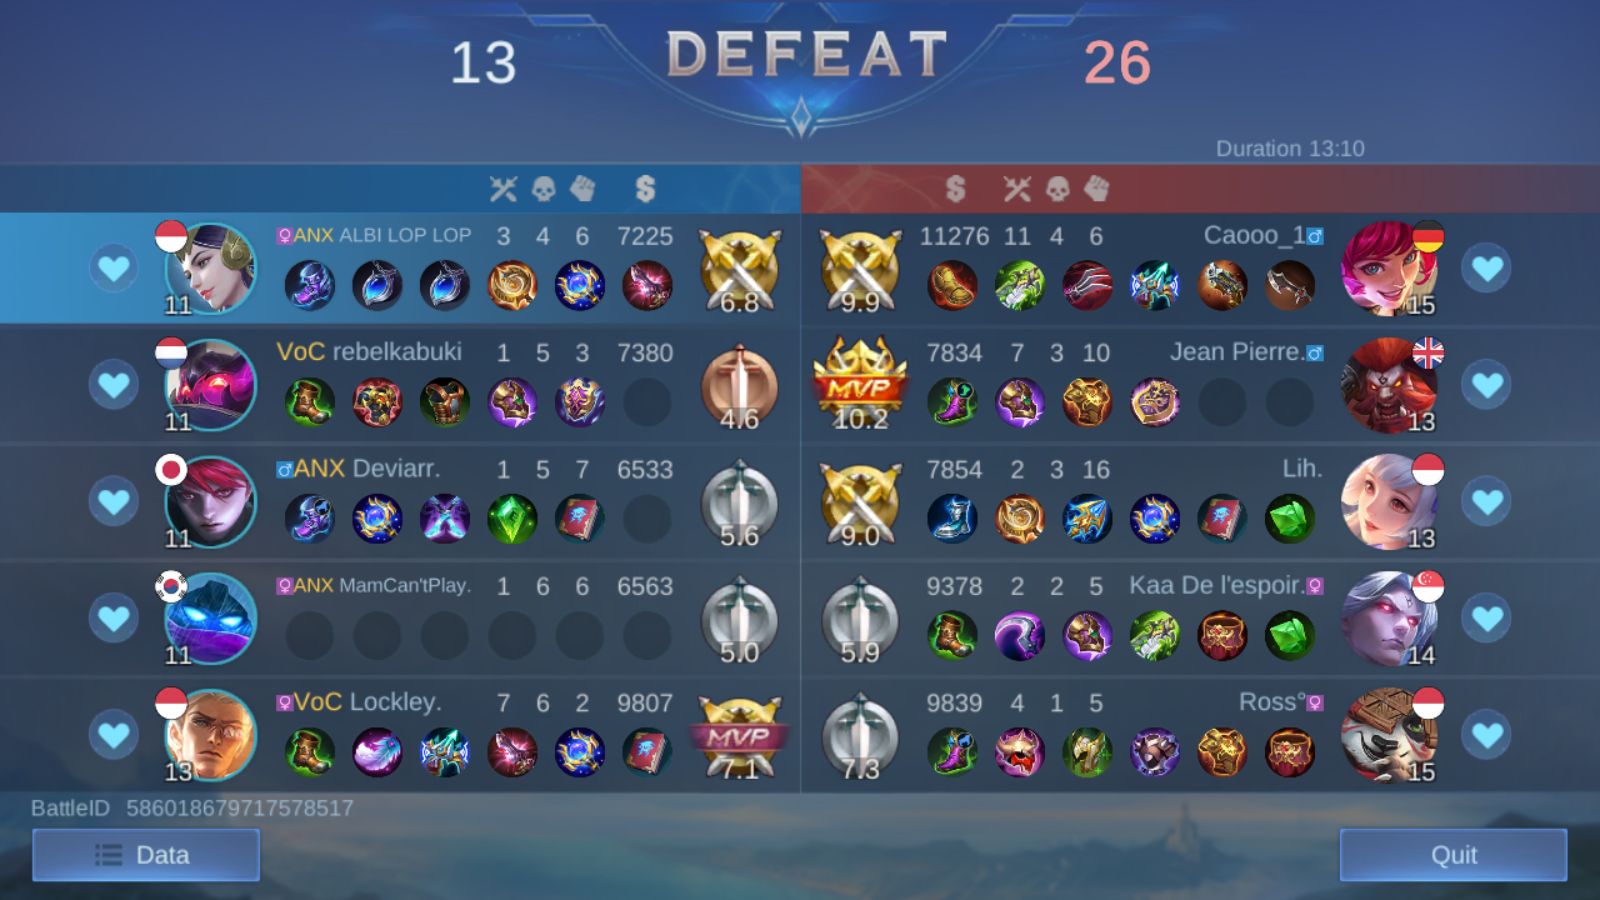 13 DEFEAT 26
Duration 13:10
ANX ALBI LOP LOP 3 4 6 7225
11 6.8
11276 11 4 6 Caooo_1
9.9 15
VoC rebelkabuki 1 5 3 7380
11 4.6
7834 7 3 10 Jean Pierre.
MVP
10.2 13
ANX Deviarr. 1 5 7 6533
11 5.6
7854 2 3 16 Lih.
9.0 13
ANX MamCan'tPlay. 1 6 6 6563
11 5.0
9378 2 2 5 Kaa De l'espoir.
5.9 14
VoC Lockley. 7 6 2 9807
MVP
13 7.1
9839 4 1 5 Ross°
7.3 15
BattleID 586018679717578517
Data
Quit